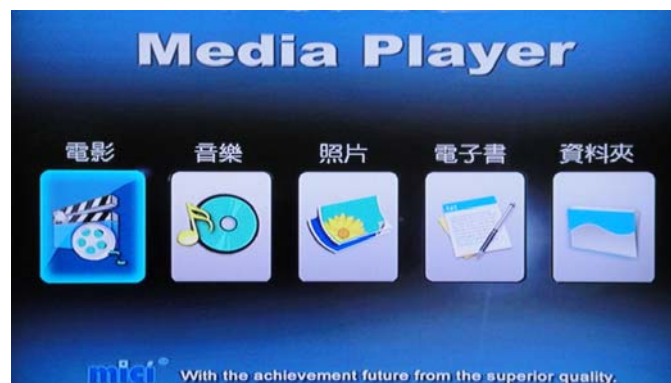 Media Player
電影 音樂 照片 電子書 資料夾
mici®
With the achievement future from the superior quality.